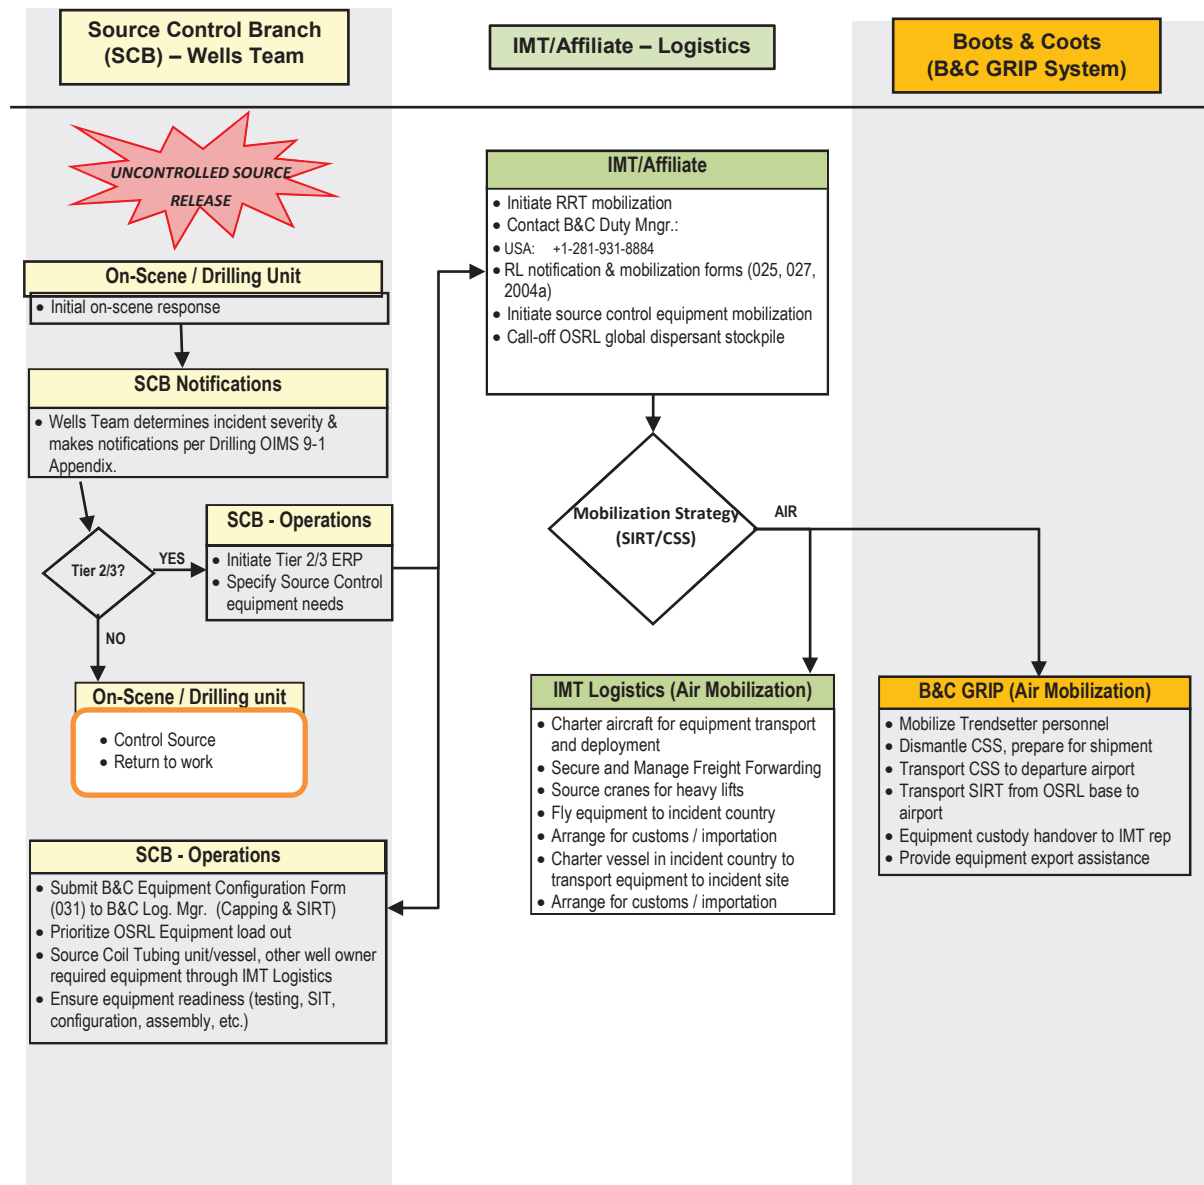 Source Control Branch
(SCB) – Wells Team
IMT/Affiliate – Logistics
Boots & Coots
(B&C GRIP System)
UNCONTROLLED SOURCE
RELEASE
On-Scene / Drilling Unit
• Initial on-scene response
SCB Notifications
• Wells Team determines incident severity &
makes notifications per Drilling OIMS 9-1
Appendix.
Tier 2/3?
YES
NO
SCB - Operations
• Initiate Tier 2/3 ERP
• Specify Source Control
equipment needs
On-Scene / Drilling unit
• Control Source
• Return to work
SCB - Operations
• Submit B&C Equipment Configuration Form
(031) to B&C Log. Mgr. (Capping & SIRT)
• Prioritize OSRL Equipment load out
• Source Coil Tubing unit/vessel, other well owner
required equipment through IMT Logistics
• Ensure equipment readiness (testing, SIT,
configuration, assembly, etc.)
IMT/Affiliate
• Initiate RRT mobilization
• Contact B&C Duty Mngr.:
• USA: +1-281-931-8884
• RL notification & mobilization forms (025, 027,
2004a)
• Initiate source control equipment mobilization
• Call-off OSRL global dispersant stockpile
Mobilization Strategy
(SIRT/CSS)
AIR
IMT Logistics (Air Mobilization)
• Charter aircraft for equipment transport
and deployment
• Secure and Manage Freight Forwarding
• Source cranes for heavy lifts
• Fly equipment to incident country
• Arrange for customs / importation
• Charter vessel in incident country to
transport equipment to incident site
• Arrange for customs / importation
B&C GRIP (Air Mobilization)
• Mobilize Trendsetter personnel
• Dismantle CSS, prepare for shipment
• Transport CSS to departure airport
• Transport SIRT from OSRL base to
airport
• Equipment custody handover to IMT rep
• Provide equipment export assistance